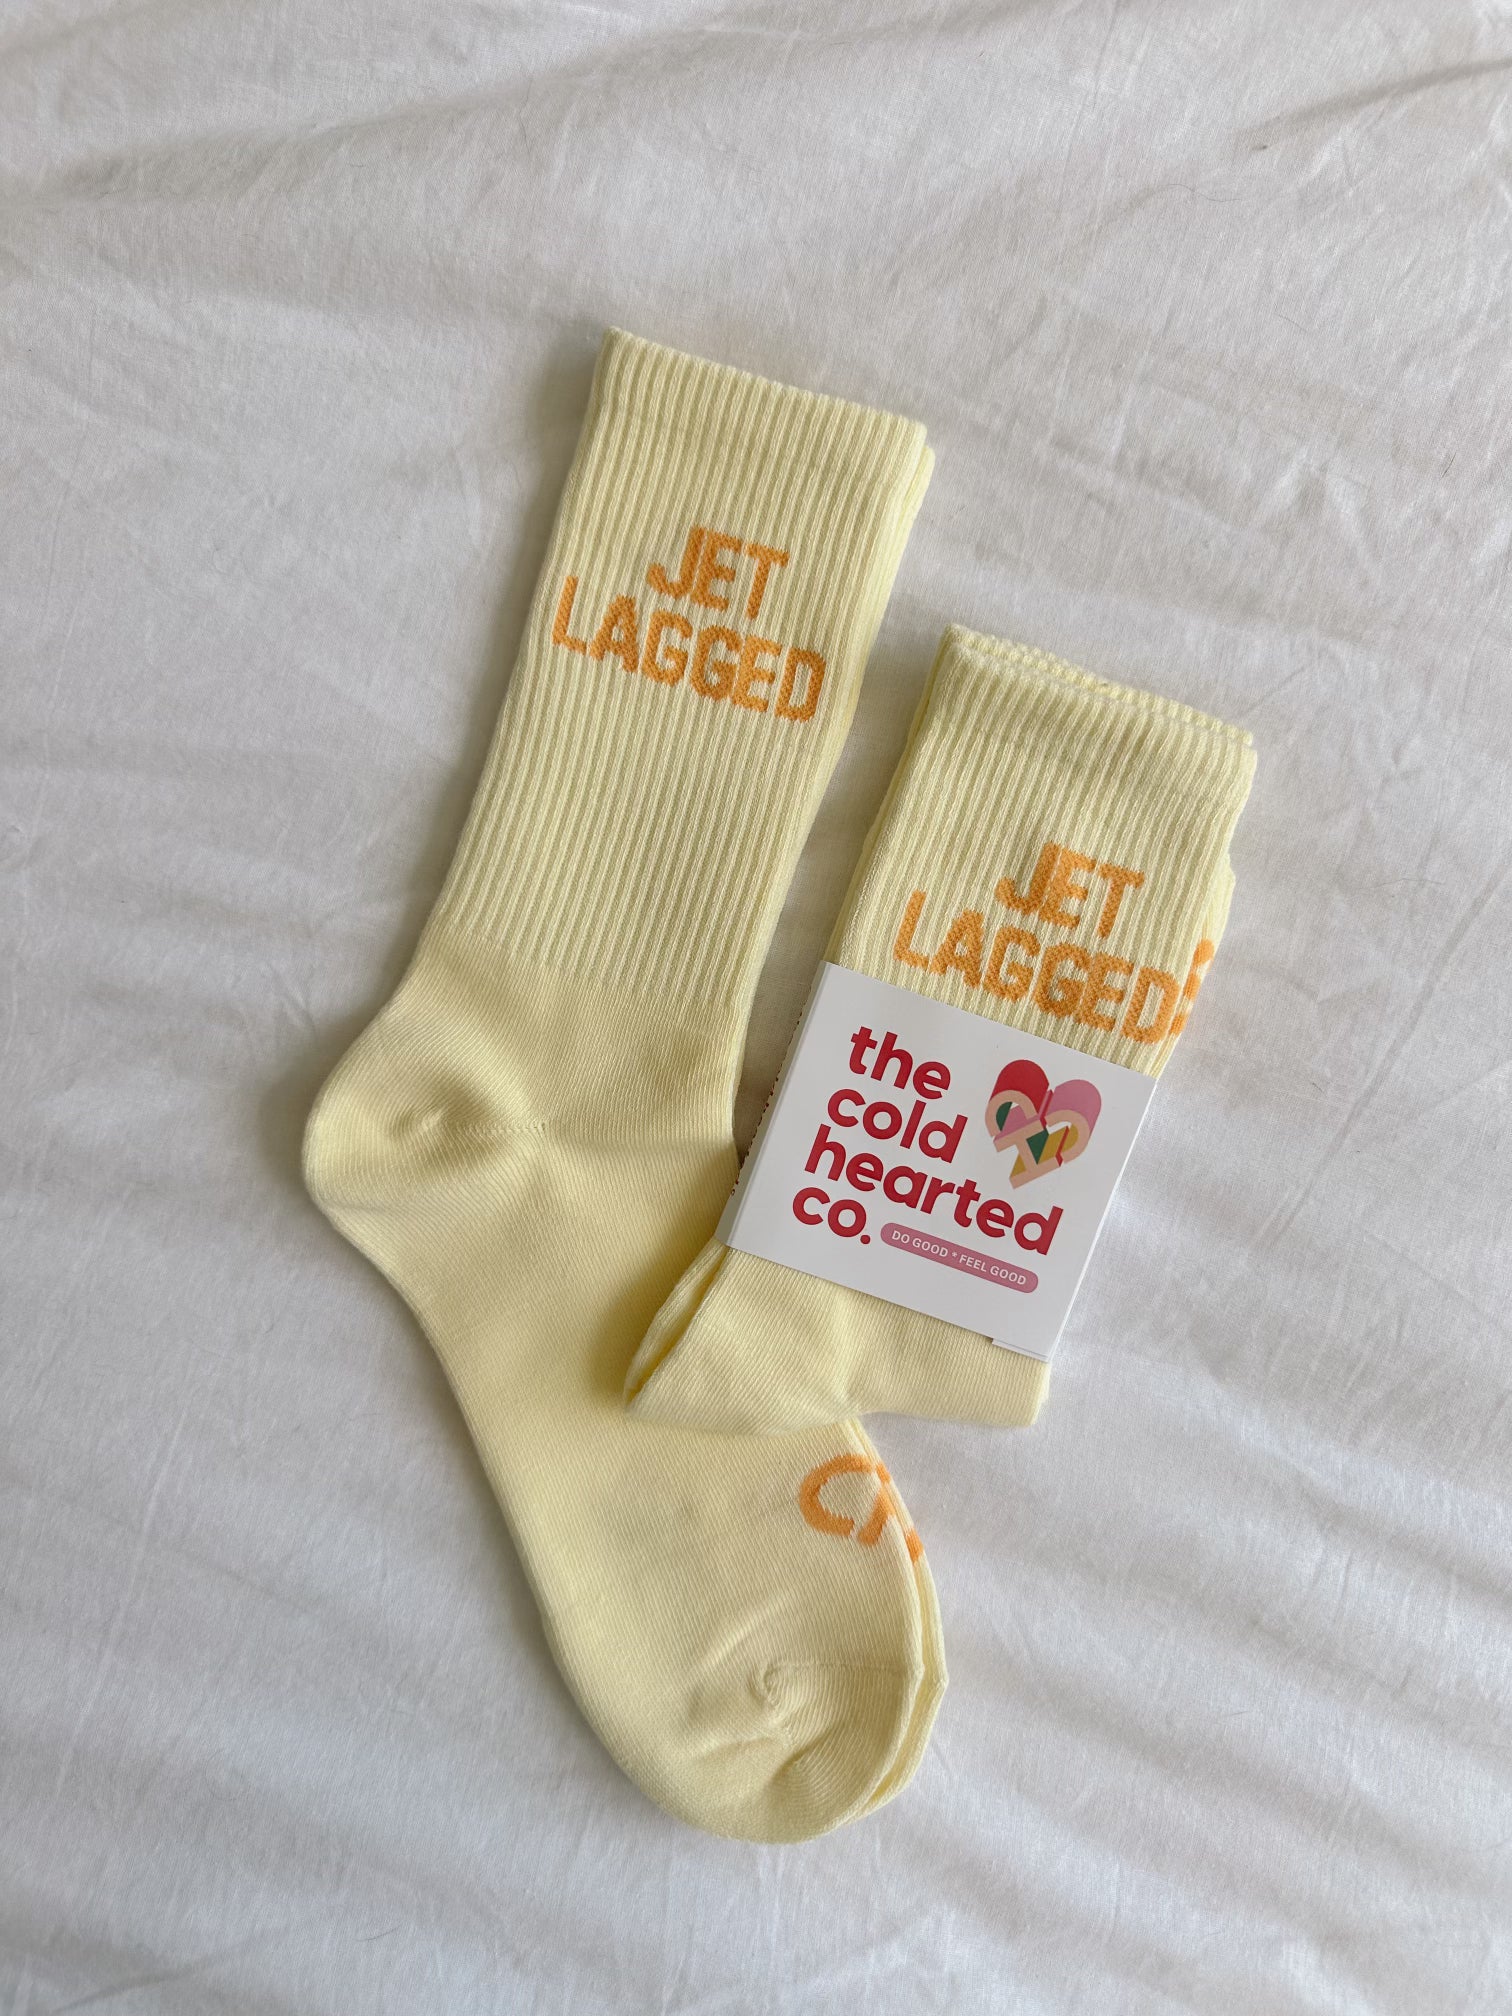 JET
LAGGED
JET
LAGGED
the
cold
hearted
co.
DO GOOD * FEEL GOOD